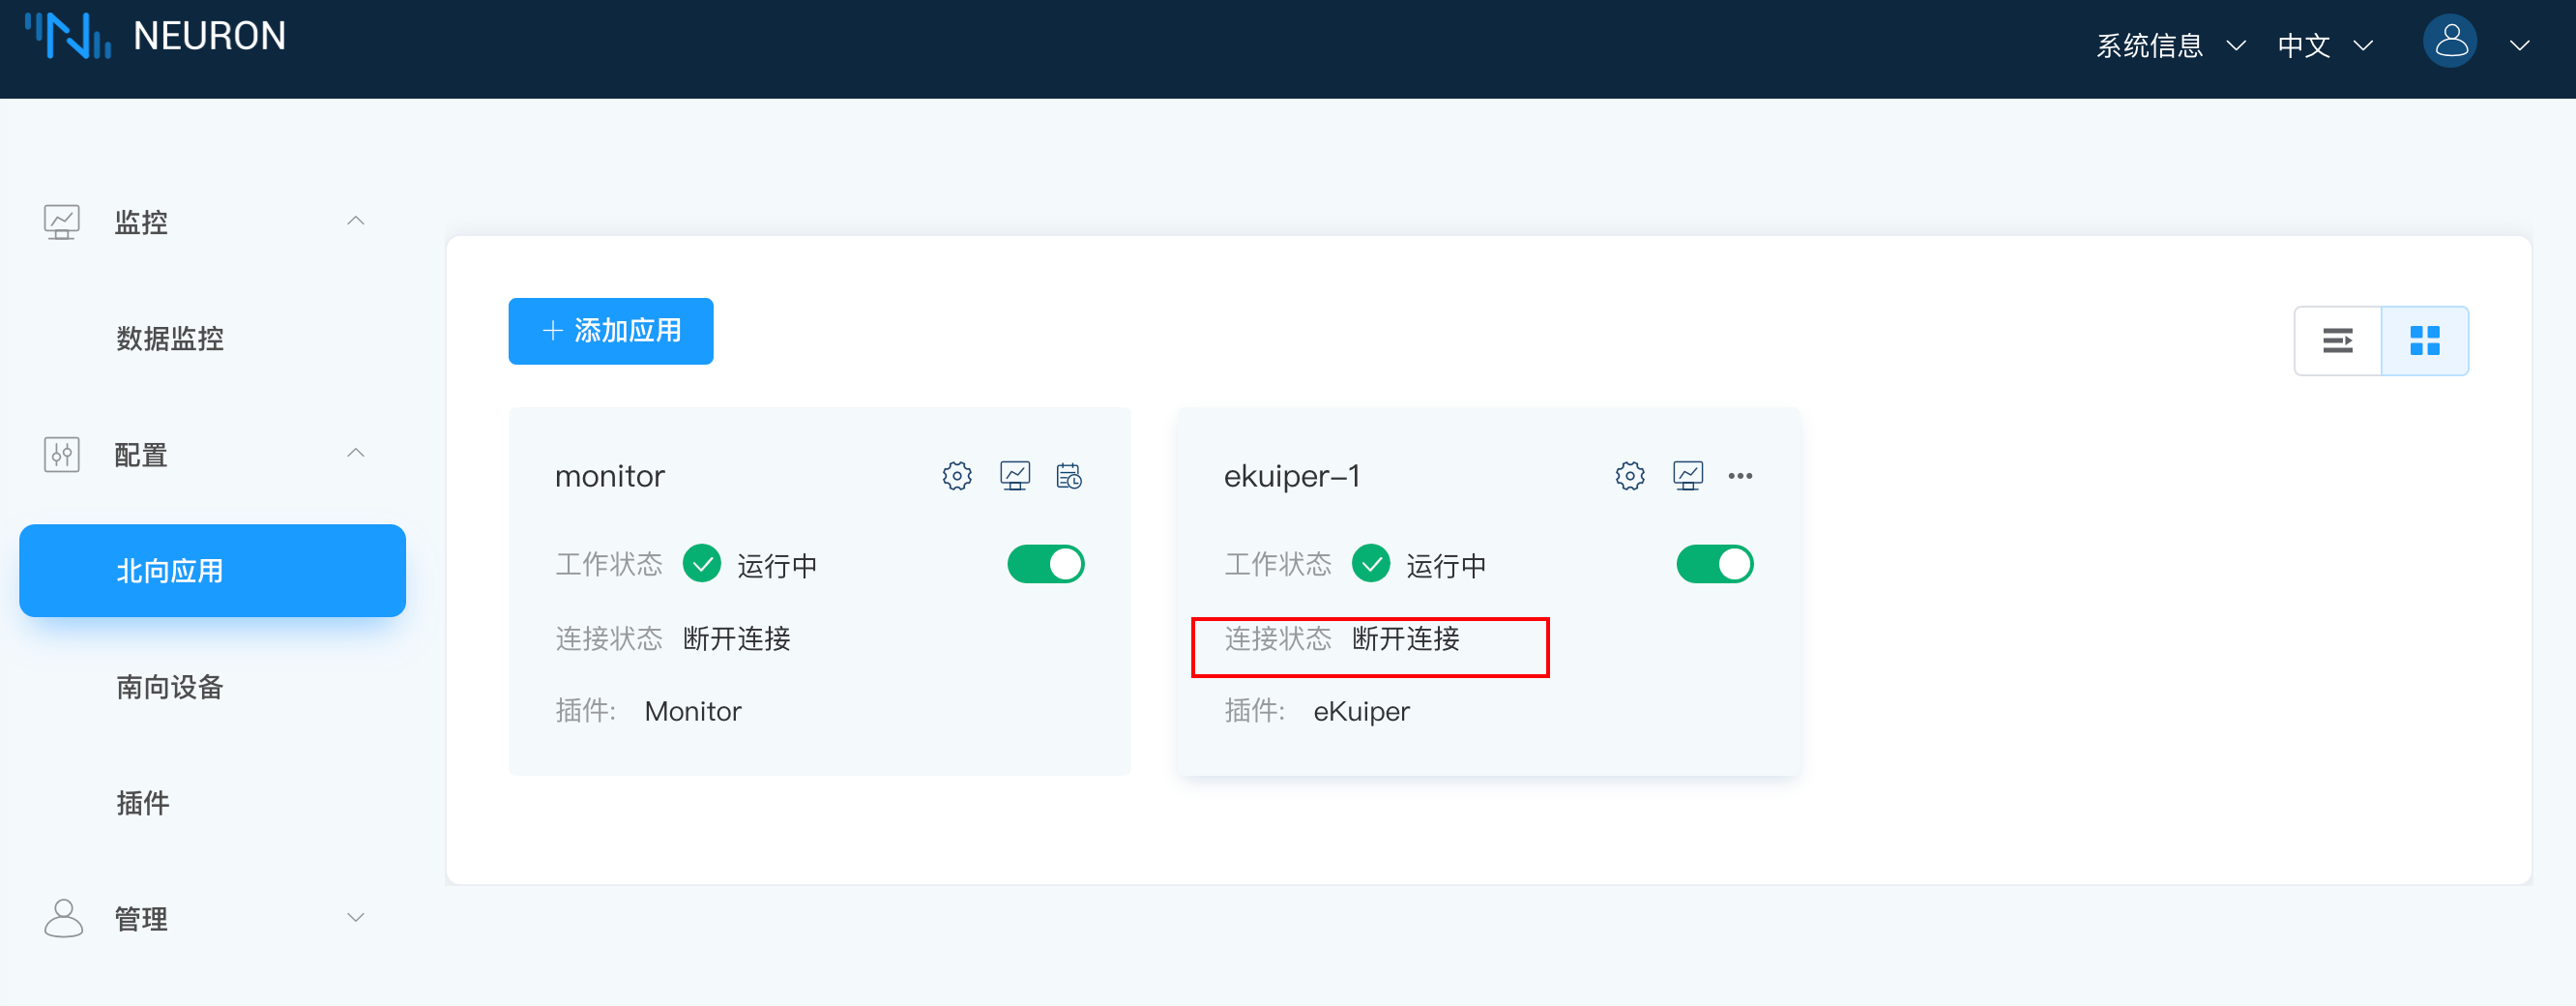 NEURON
系统信息
中文
监控
数据监控
配置
北向应用
南向设备
插件
管理
添加应用
monitor
工作状态 运行中
连接状态 断开连接
插件: Monitor
ekuiper-1
工作状态 运行中
连接状态 断开连接
插件: eKuiper